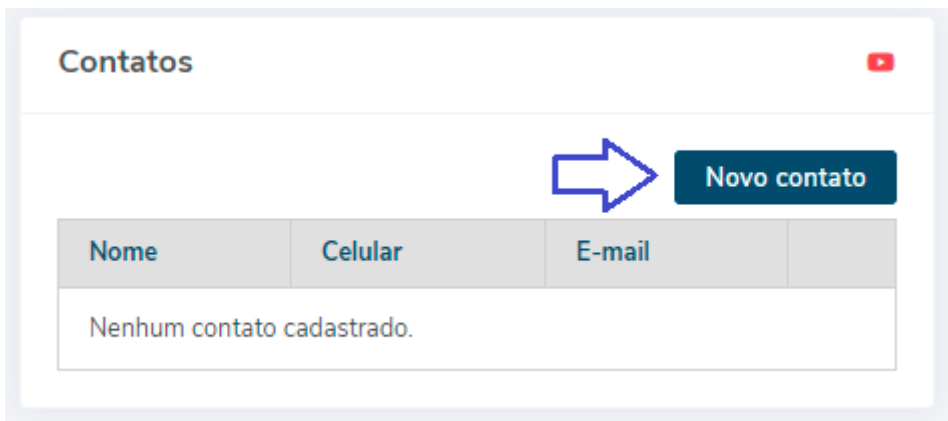 Contatos
Novo contato
Nome Celular E-mail
Nenhum contato cadastrado.